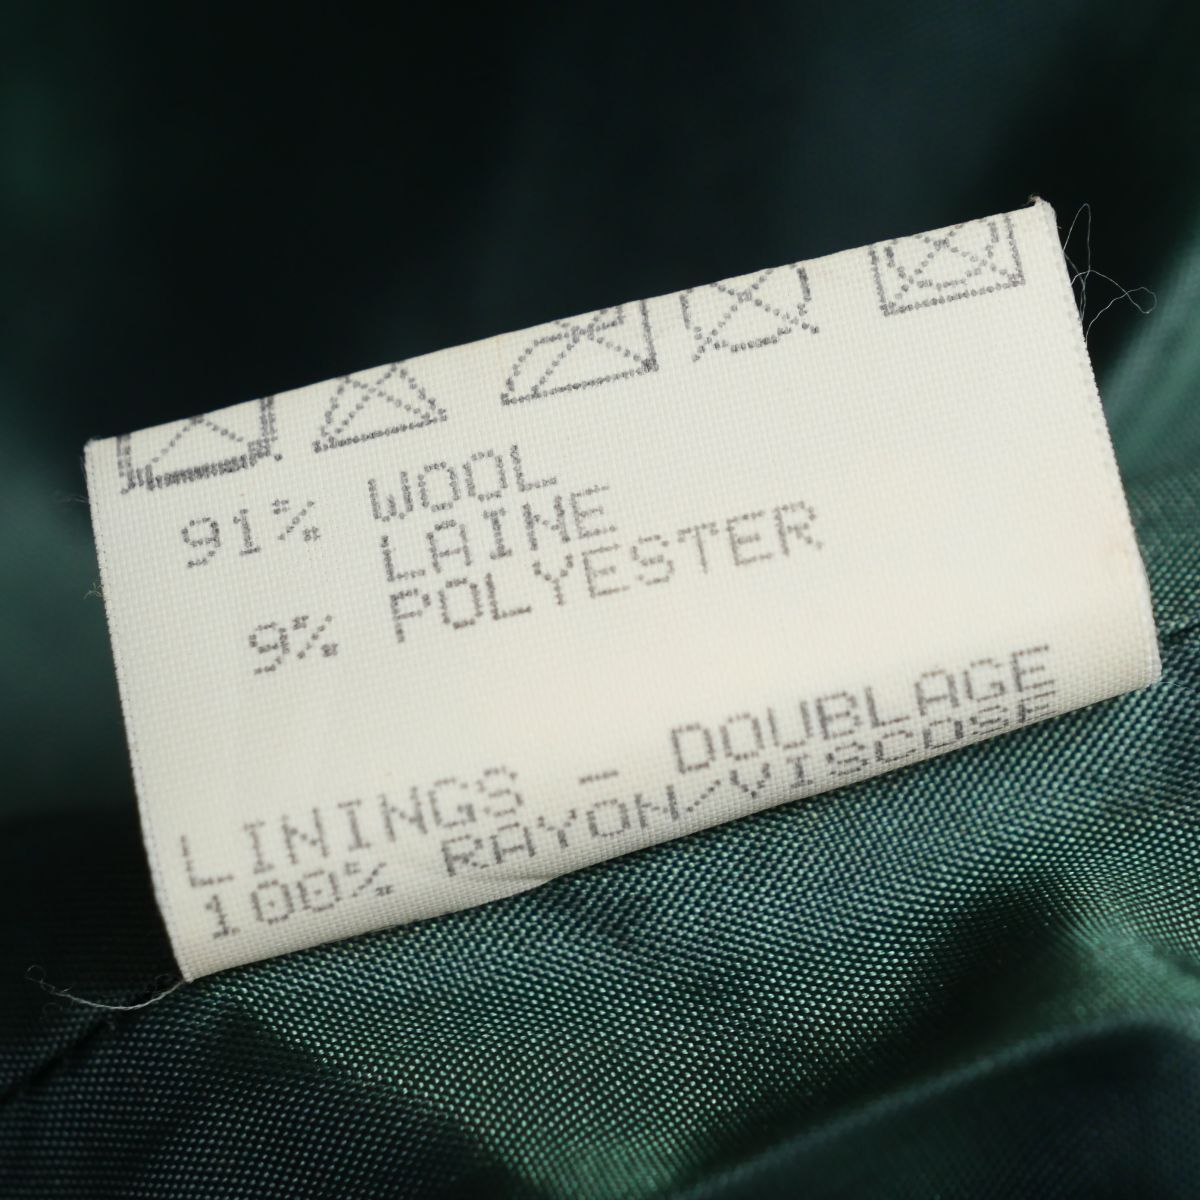 91% WOOL
LAINE
9% POLYESTER
LININGS - DOUBLAGE
100% RAYON/VISCOSE